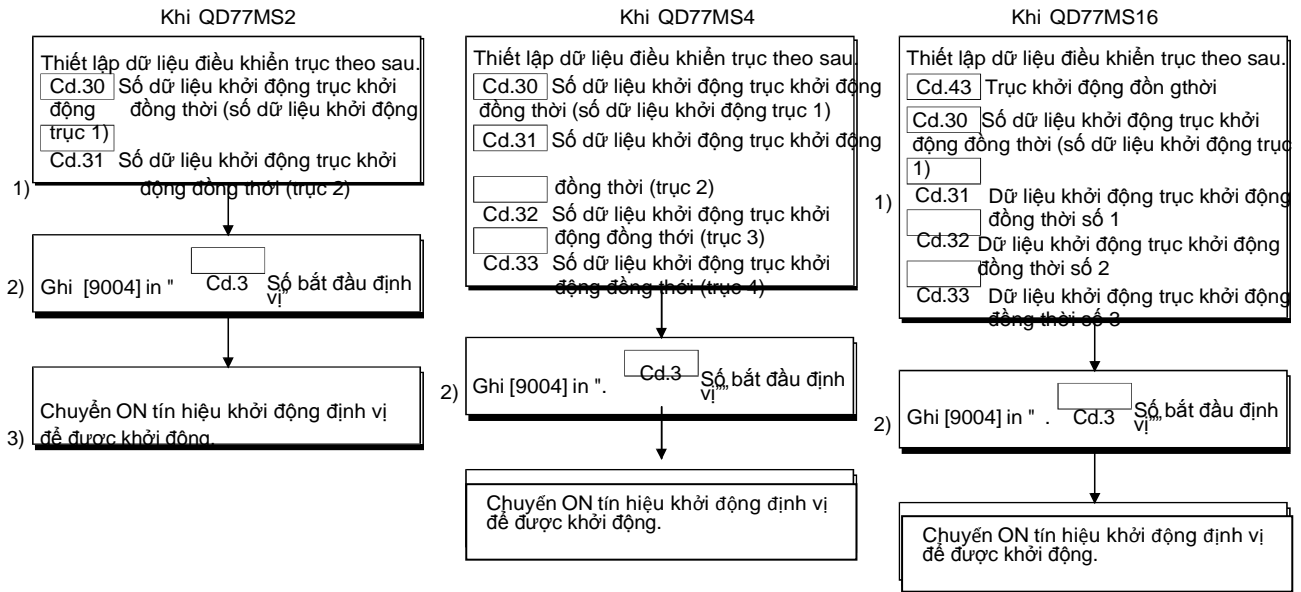 Khi QD77MS2
Thiết lập dữ liệu điều khiển trục theo sau.
Cd.30 Số dữ liệu khởi động trục khởi
động đồng thời (số dữ liệu khởi động
trục 1)
Cd.31 Số dữ liệu khởi động trục khởi
1) động đồng thới (trục 2)
2) Ghi [9004] in " Cd.3 Số bắt đầu định
vị”
Chuyển ON tín hiệu khởi động định vị
3) để được khởi động.
Khi QD77MS4
Thiết lập dữ liệu điều khiển trục theo sau.
Cd.30 Số dữ liệu khởi động trục khởi động
đồng thời (số dữ liệu khởi động trục 1)
Cd.31 Số dữ liệu khởi động trục khởi động
đồng thời (trục 2)
Cd.32 Số dữ liệu khởi động trục khởi
động đồng thới (trục 3)
Cd.33 Số dữ liệu khởi động trục khởi
động đồng thới (trục 4)
2) Ghi [9004] in ". Cd.3 Số bắt đầu định
vị””
Chuyển ON tín hiệu khởi động định vị
để được khởi động.
Khi QD77MS16
Thiết lập dữ liệu điều khiển trục theo sau.
Cd.43 Trục khởi động đồn gthời
Cd.30 Số dữ liệu khởi động trục khởi
động đồng thời (số dữ liệu khởi động trục
1)
1) Cd.31 Dữ liệu khởi động trục khởi động
đồng thời số 1
Cd.32 Dữ liệu khởi động trục khởi động
đồng thời số 2
Cd.33 Dữ liệu khởi động trục khởi động
đồng thời số 3
2) Ghi [9004] in " . Cd.3 Số bắt đầu định
vị””
Chuyển ON tín hiệu khởi động định vị
để được khởi động.